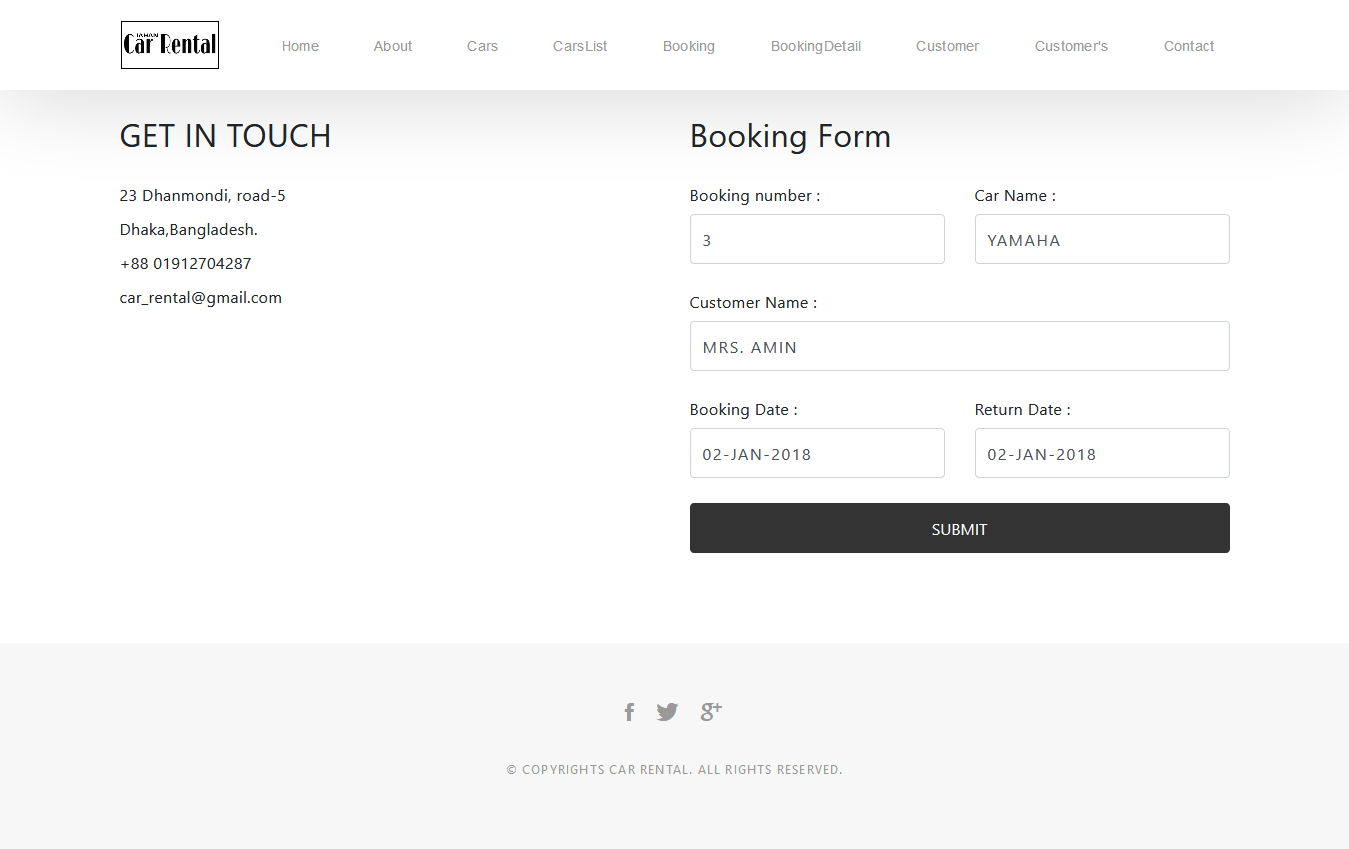 JAHAN
Car Rental
Home About Cars CarsList Booking BookingDetail Customer Customer's Contact
GET IN TOUCH
23 Dhanmondi, road-5
Dhaka,Bangladesh.
+88 01912704287
car_rental@gmail.com
Booking Form
Booking number : Car Name :
3 YAMAHA
Customer Name :
MRS. AMIN
Booking Date : Return Date :
02-JAN-2018 02-JAN-2018
SUBMIT
© COPYRIGHTS CAR RENTAL. ALL RIGHTS RESERVED.